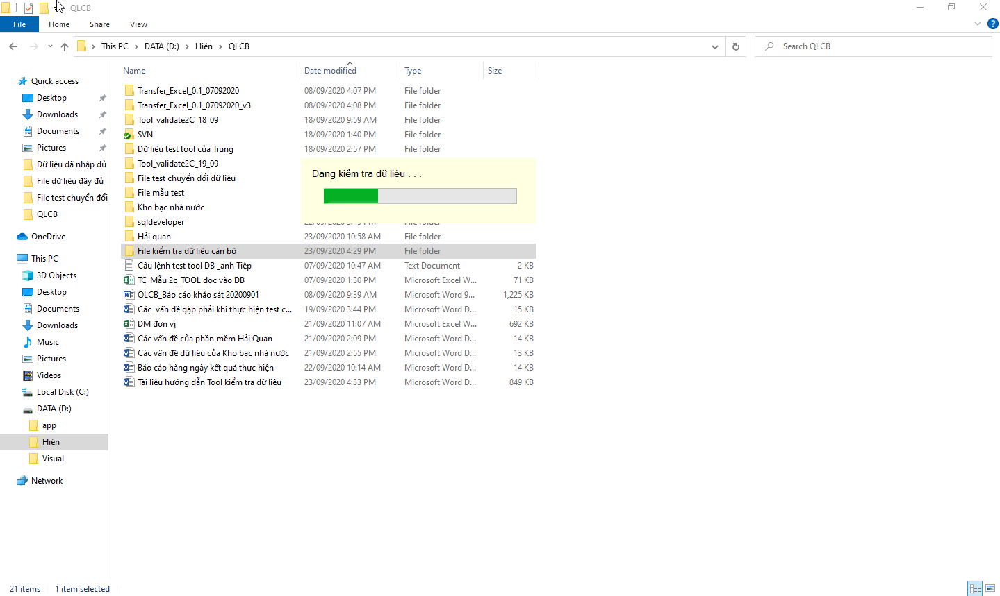 QLCB
File Home Share View
This PC > DATA (D:) > Hiên > QLCB
Search QLCB
Name Date modified Type Size
Quick access
Desktop
Downloads
Documents
Pictures
Dữ liệu đã nhập đủ
File dữ liệu đầy đủ
File test chuyển đổi
QLCB
OneDrive
This PC
3D Objects
Desktop
Documents
Downloads
Music
Pictures
Videos
Local Disk (C:)
DATA (D:)
app
Hiên
Visual
Network
Transfer_Excel_0.1_07092020 08/09/2020 4:07 PM File folder
Transfer_Excel_0.1_07092020_v3 08/09/2020 4:08 PM File folder
Tool_validate2C_18_09 18/09/2020 9:59 AM File folder
SVN 18/09/2020 1:40 PM File folder
Dữ liệu test tool của Trung 18/09/2020 2:57 PM File folder
Tool_validate2C_19_09
File test chuyển đổi dữ liệu
File mẫu test
Kho bạc nhà nước
sqldeveloper
Đang kiểm tra dữ liệu . . .
Hải quan 23/09/2020 10:58 AM File folder
File kiểm tra dữ liệu cán bộ 23/09/2020 4:29 PM File folder
Câu lệnh test tool DB _anh Tiệp 07/09/2020 10:47 AM Text Document 2 KB
TC_Mẫu 2c_TOOL đọc vào DB 07/09/2020 1:30 PM Microsoft Excel W... 71 KB
QLCB_Báo cáo khảo sát 20200901 08/09/2020 9:39 AM Microsoft Word 9... 1,225 KB
Các  vấn đề gặp phải khi thực hiện test c... 19/09/2020 3:44 PM Microsoft Word D... 15 KB
DM đơn vị 21/09/2020 11:07 AM Microsoft Excel W... 692 KB
Các vấn đề của phần mềm Hải Quan 21/09/2020 2:09 PM Microsoft Word D... 14 KB
Các vấn đề dữ liệu của Kho bạc nhà nước 21/09/2020 2:55 PM Microsoft Word D... 13 KB
Báo cáo hàng ngày kết quả thực hiện 22/09/2020 10:14 AM Microsoft Word D... 14 KB
Tài liệu hướng dẫn Tool kiểm tra dữ liệu 23/09/2020 4:33 PM Microsoft Word D... 849 KB
21 items 1 item selected